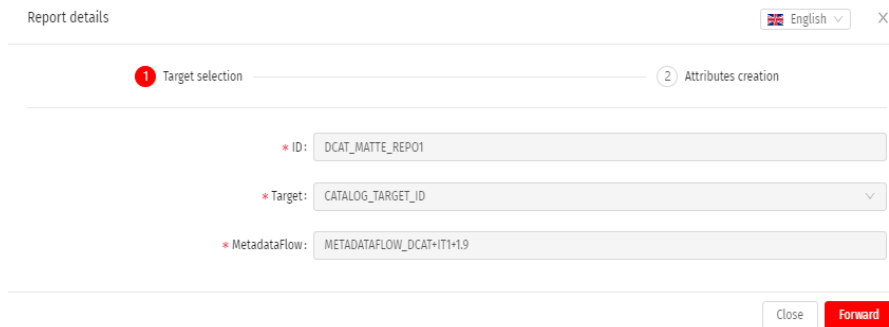 Report details
English
1 Target selection
2 Attributes creation
* ID: DCAT_MATTE_REPO1
* Target: CATALOG_TARGET_ID
* MetadataFlow: METADATAFLOW_DCAT+IT1+1.9
Close Forward